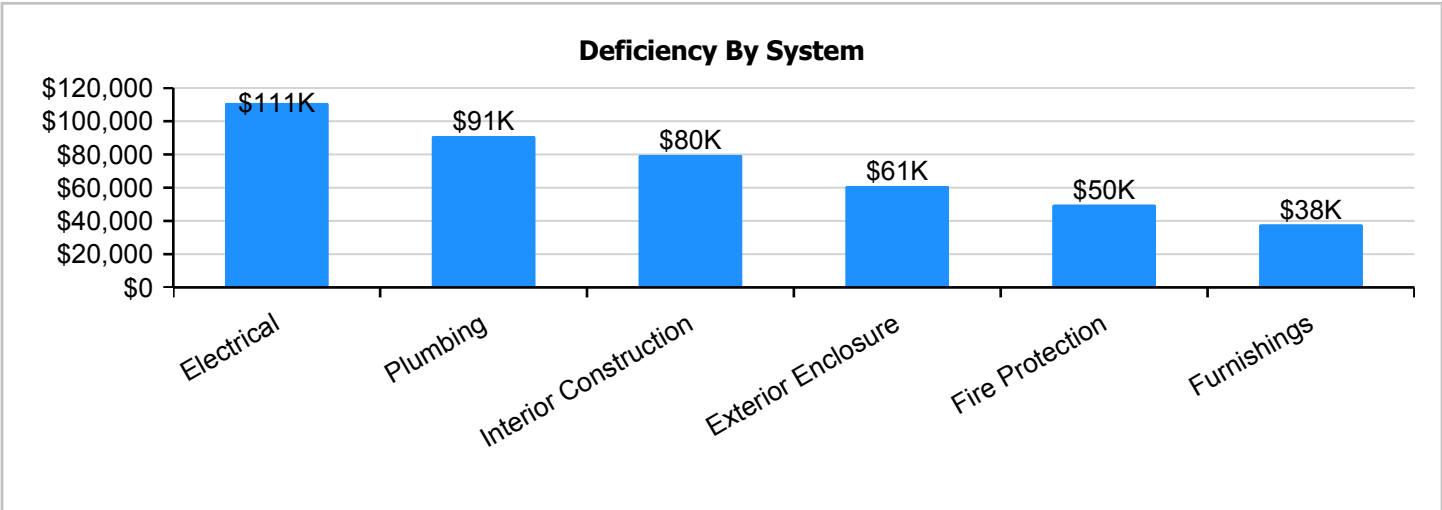 Deficiency By System
$120,000
$100,000
$80,000
$60,000
$40,000
$20,000
$0
$111K
$91K
$80K
$61K
$50K
$38K
Electrical
Plumbing
Interior Construction
Exterior Enclosure
Fire Protection
Furnishings